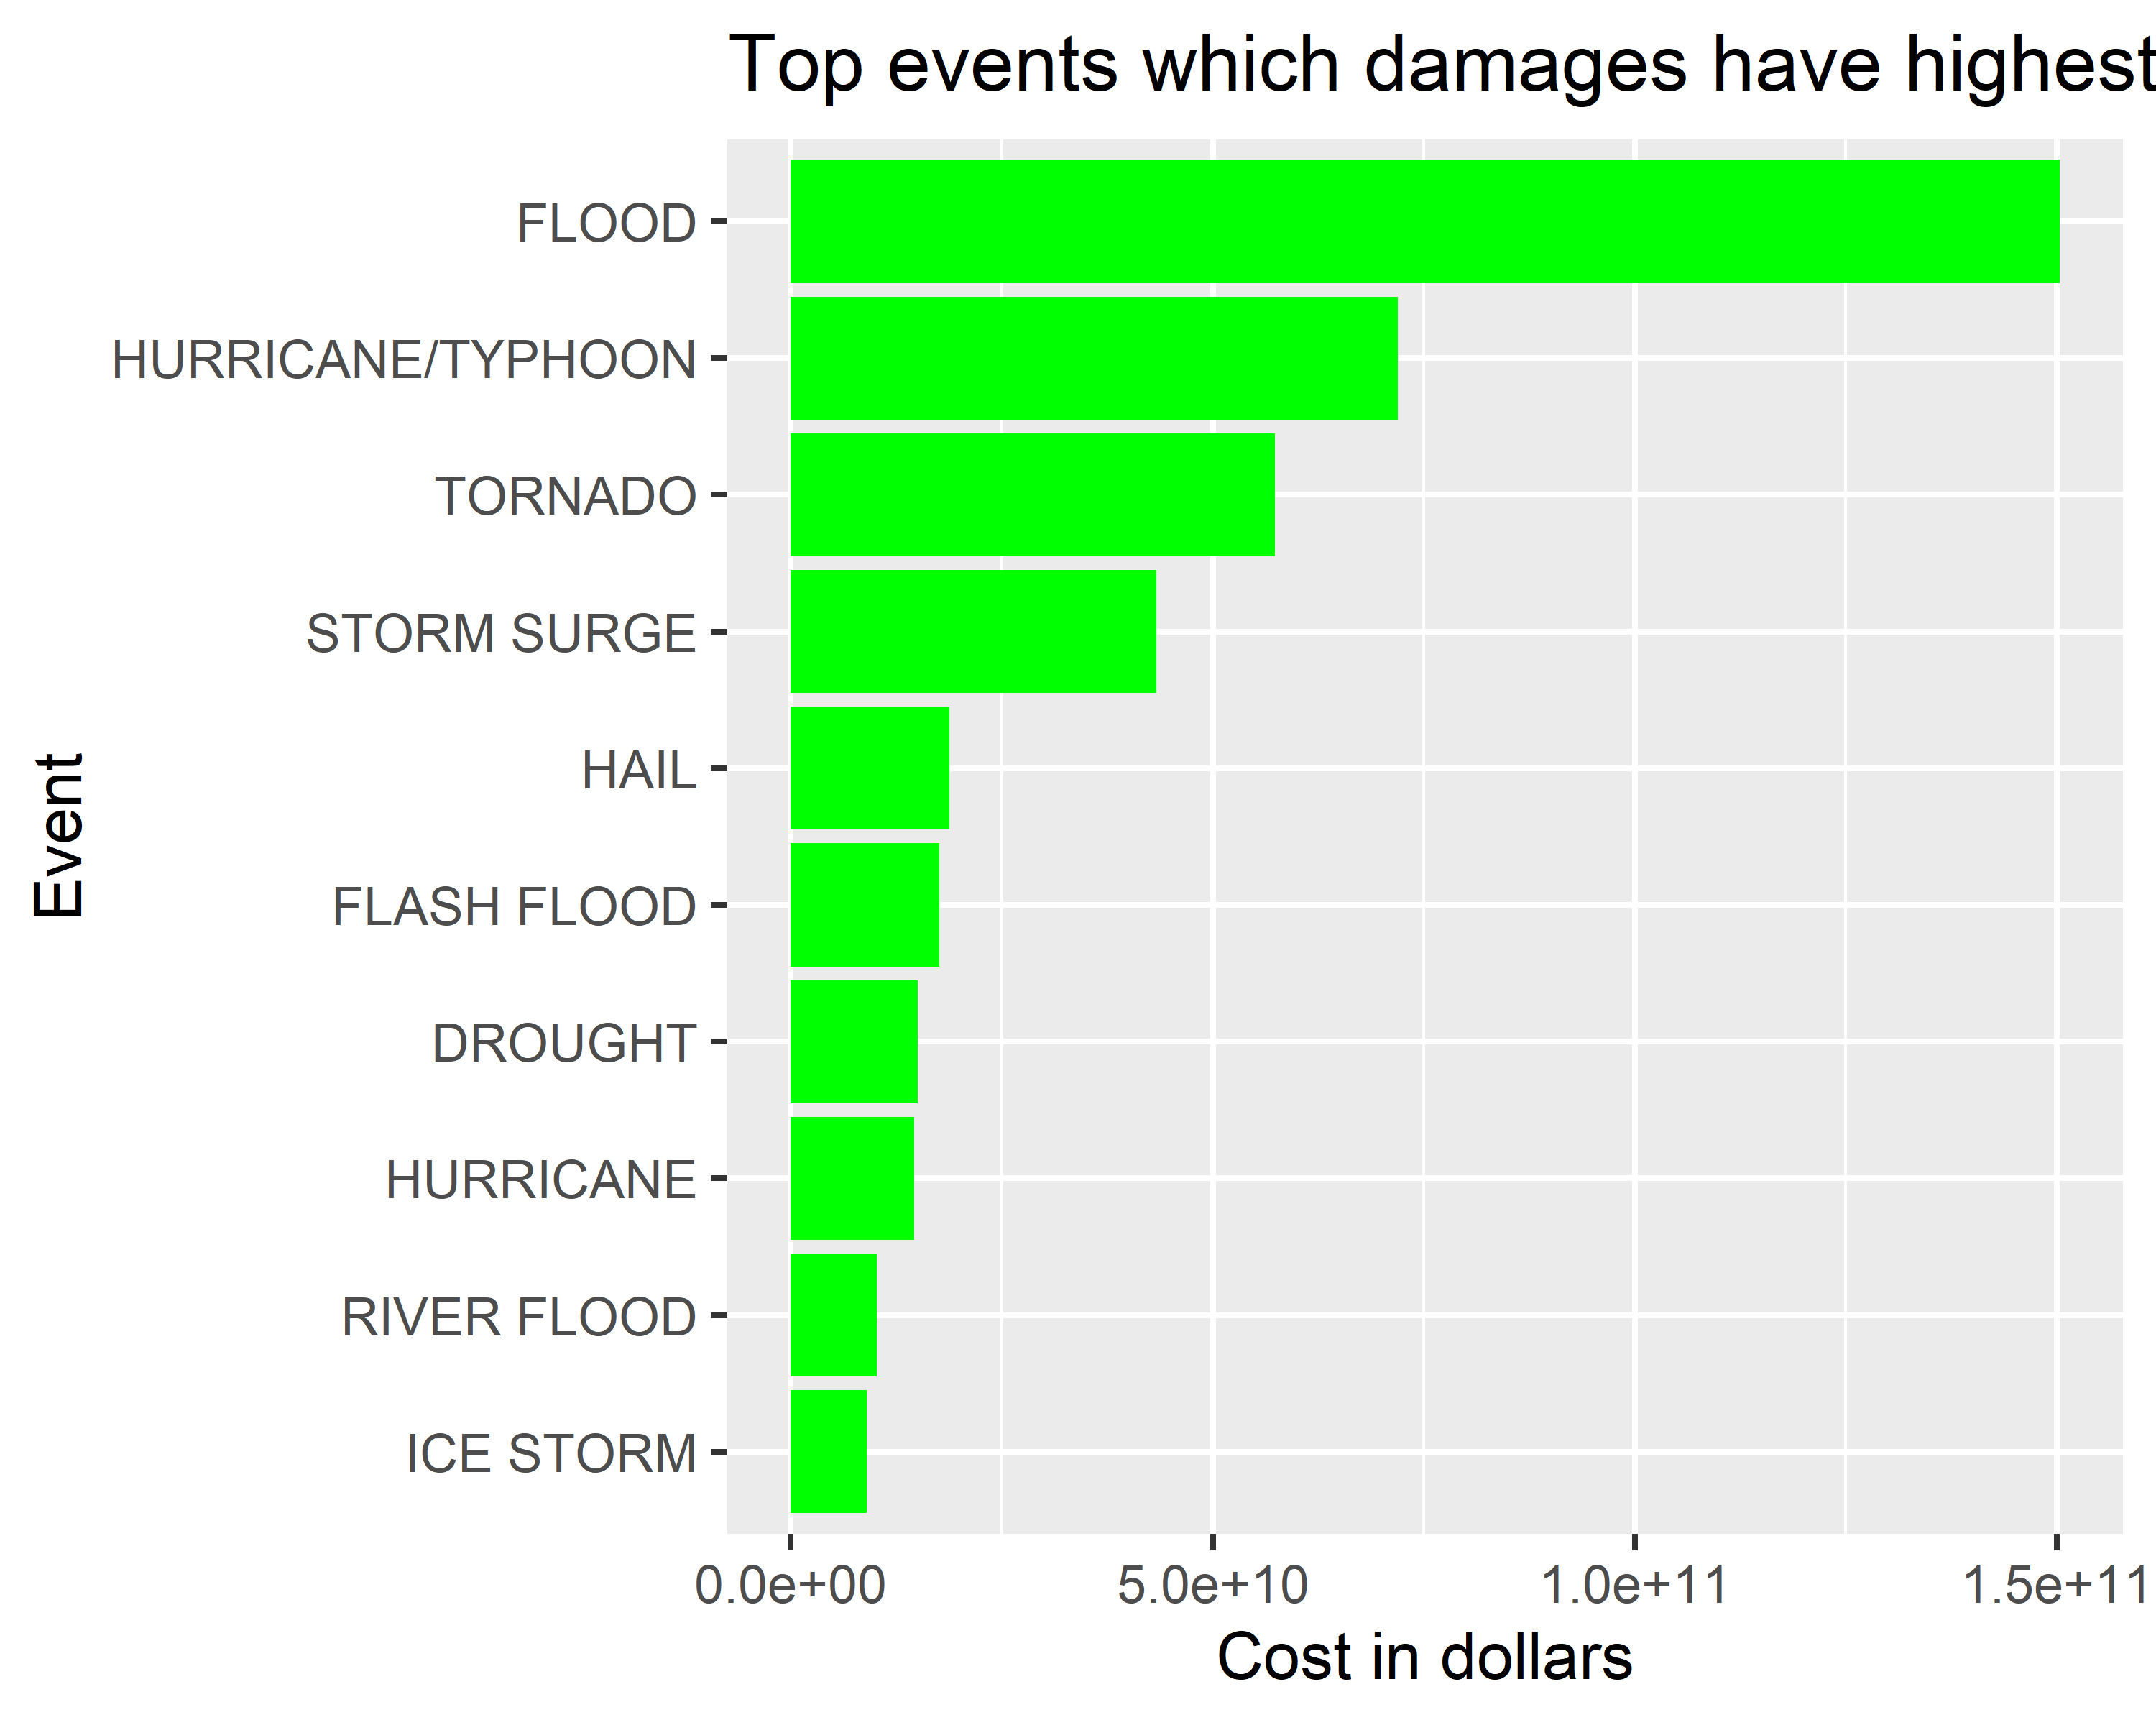 Top events which damages have highest
FLOOD
HURRICANE/TYPHOON
TORNADO
STORM SURGE
HAIL
FLASH FLOOD
DROUGHT
HURRICANE
RIVER FLOOD
ICE STORM
Event
0.0e+00 5.0e+10 1.0e+11 1.5e+11
Cost in dollars